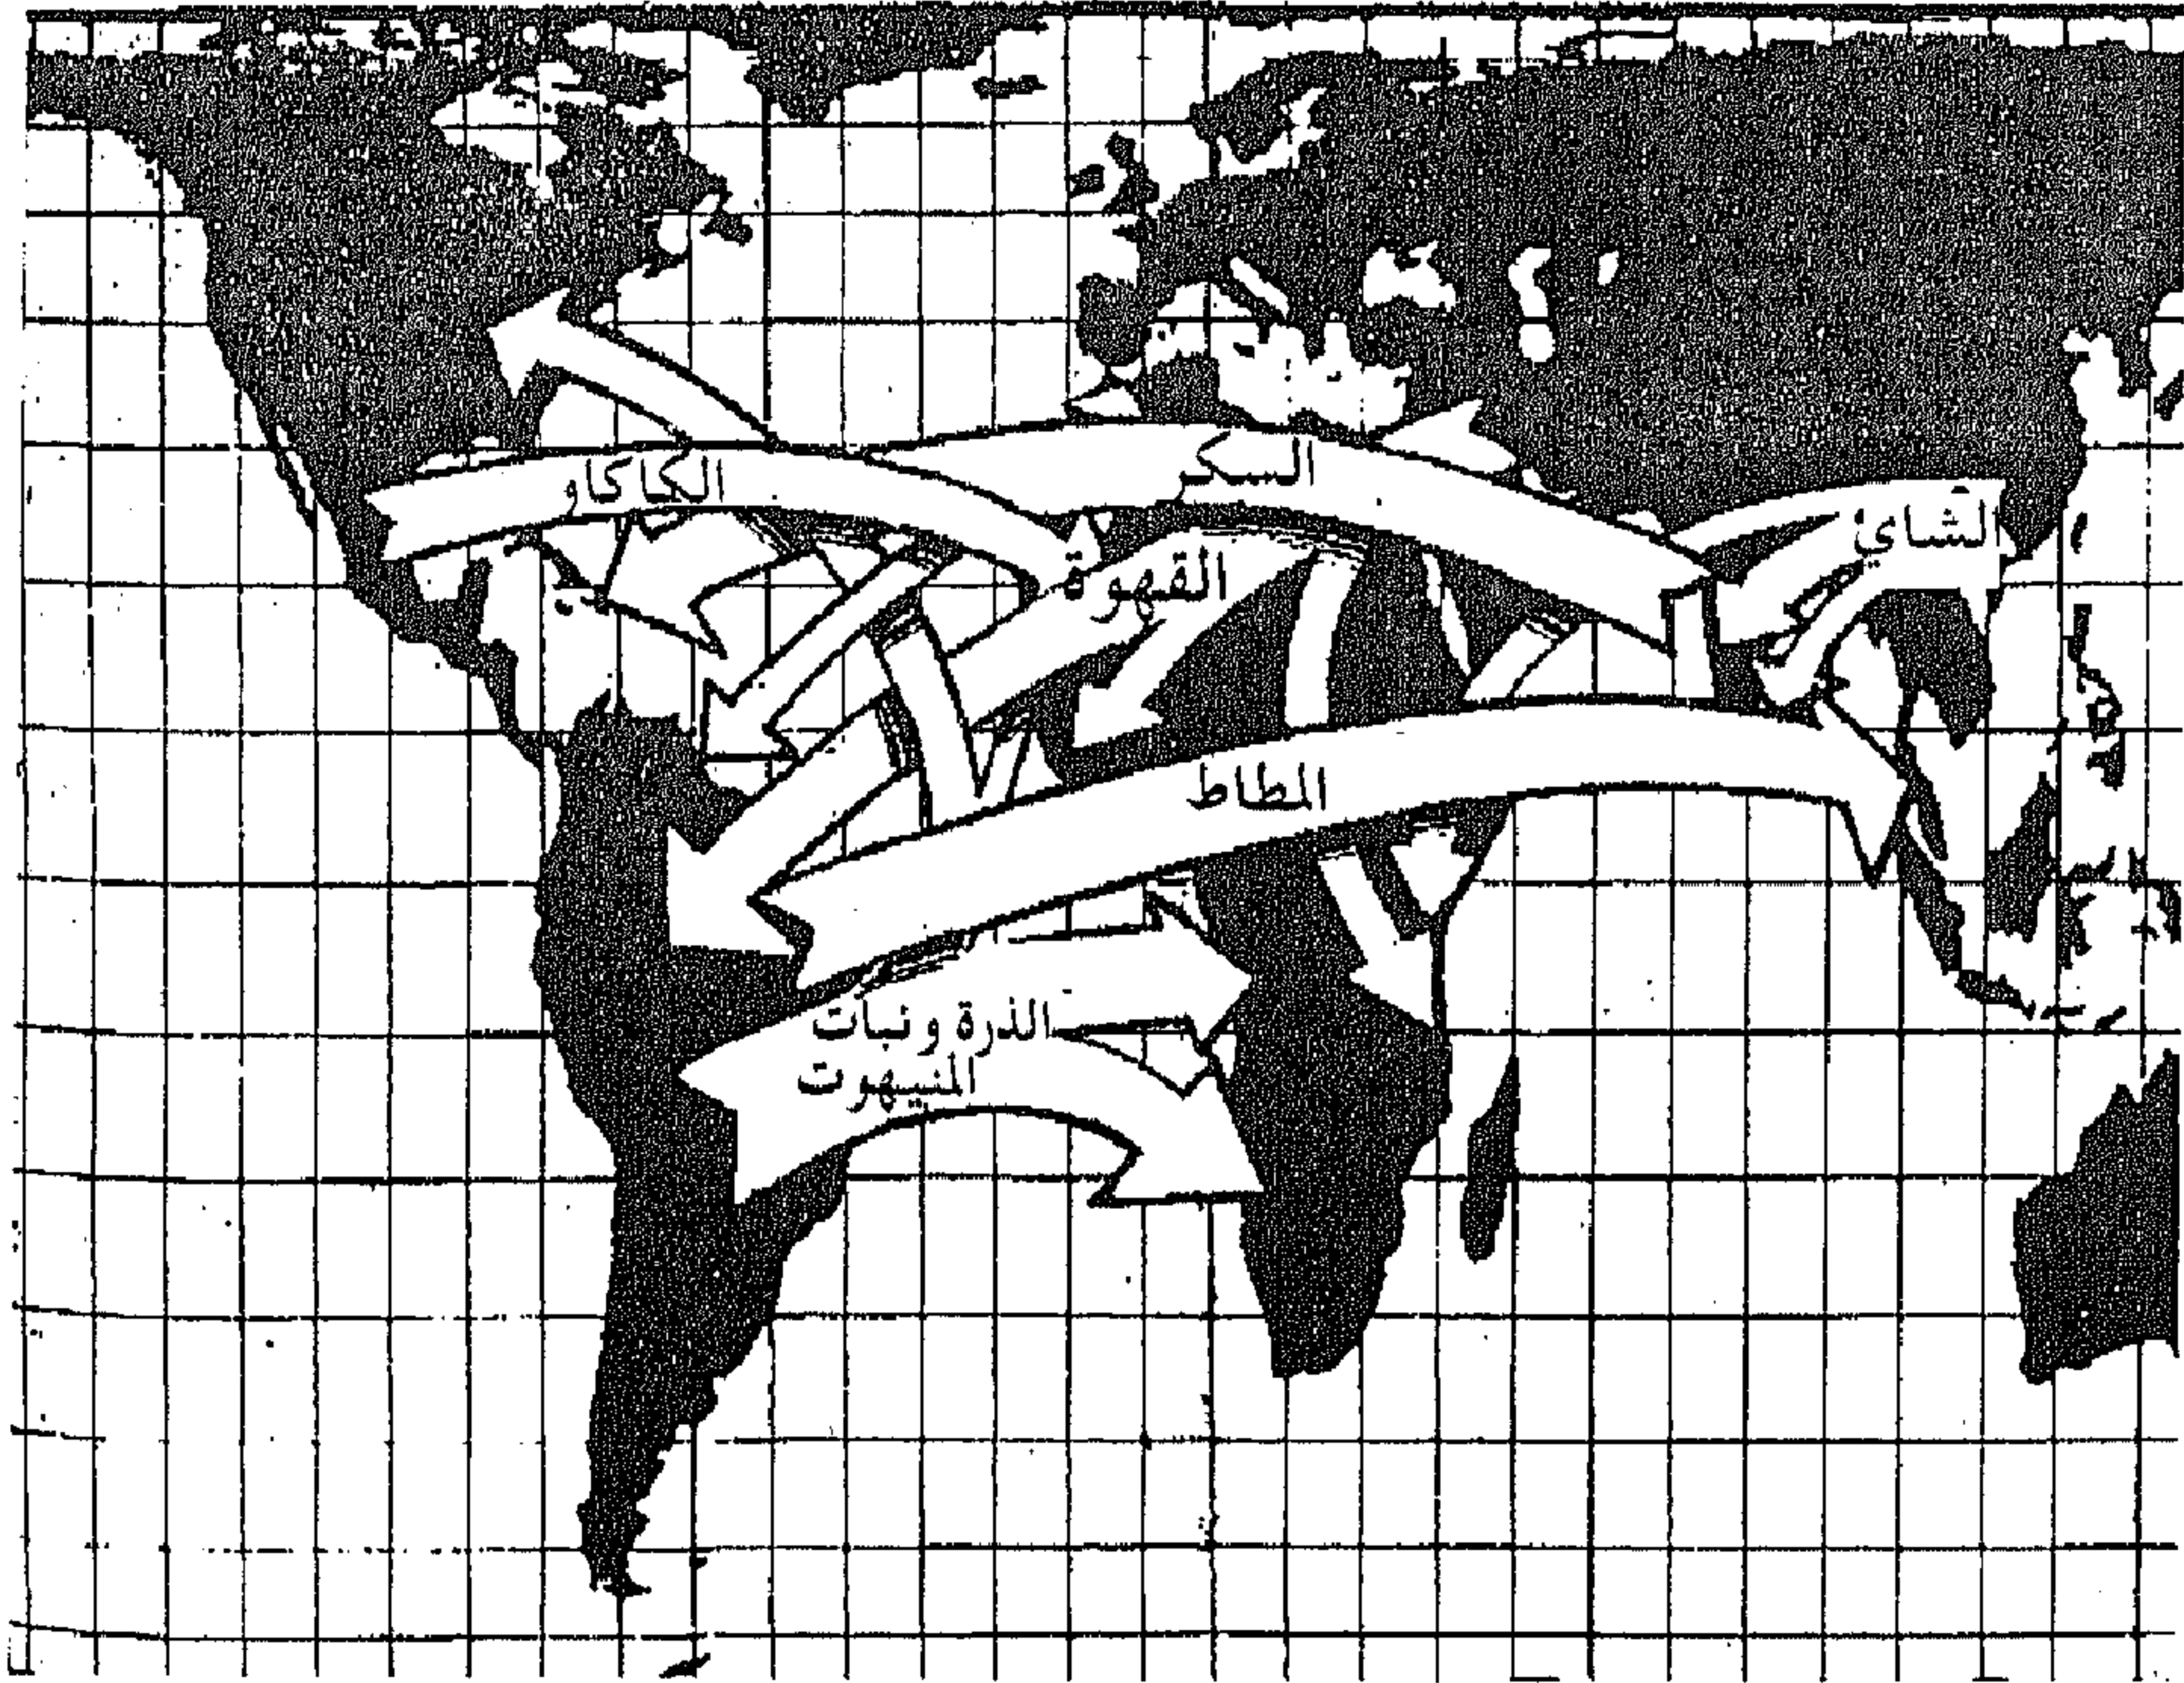 السكر
الكاكاو
الشاي
القهوة
المطاط
الذرة ونبات
المنيهوت